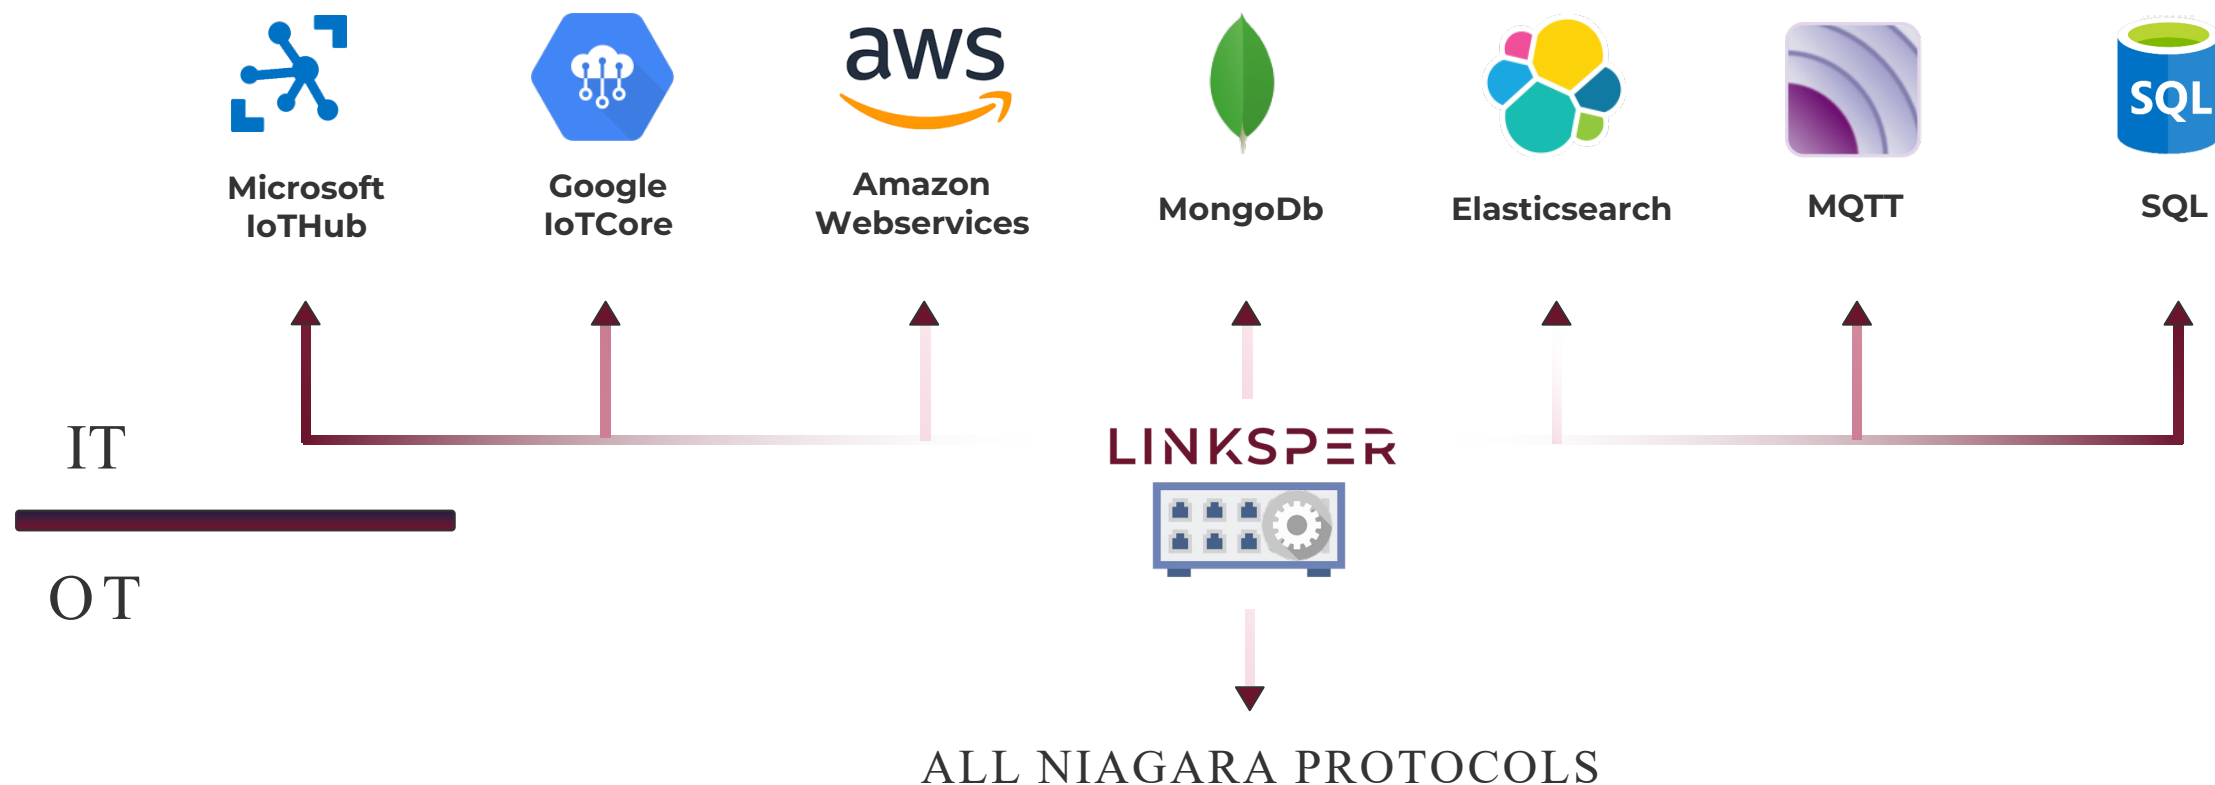 aws
SQL
Microsoft
IoTHub
Google
IoTCore
Amazon
Webservices
MongoDb
Elasticsearch
MQTT
SQL
IT
LINKSPER
OT
ALL NIAGARA PROTOCOLS